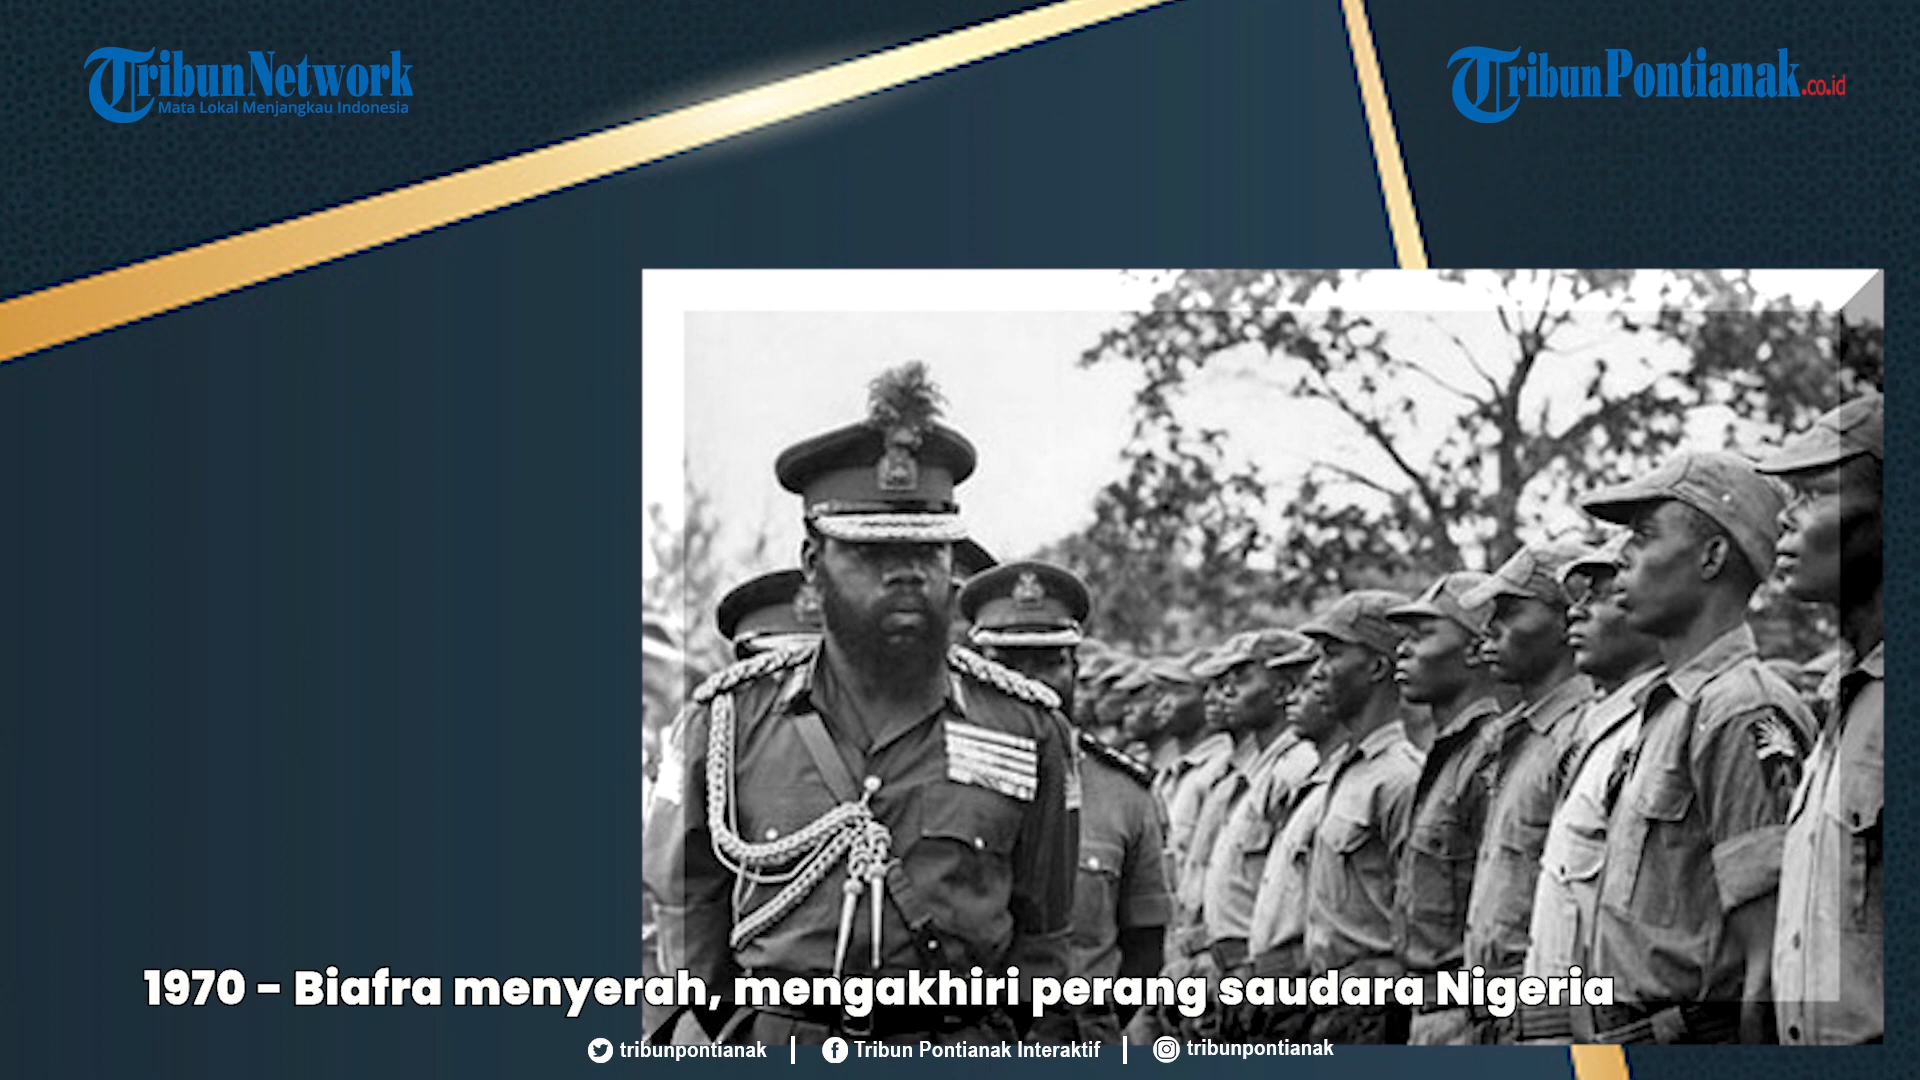 TribunNetwork
Mata Lokal Menjangkau Indonesia
TribunPontianak.co.id
1970 - Biafra menyerah, mengakhiri perang saudara Nigeria
tribunpontianak | Tribun Pontianak Interaktif | tribunpontianak